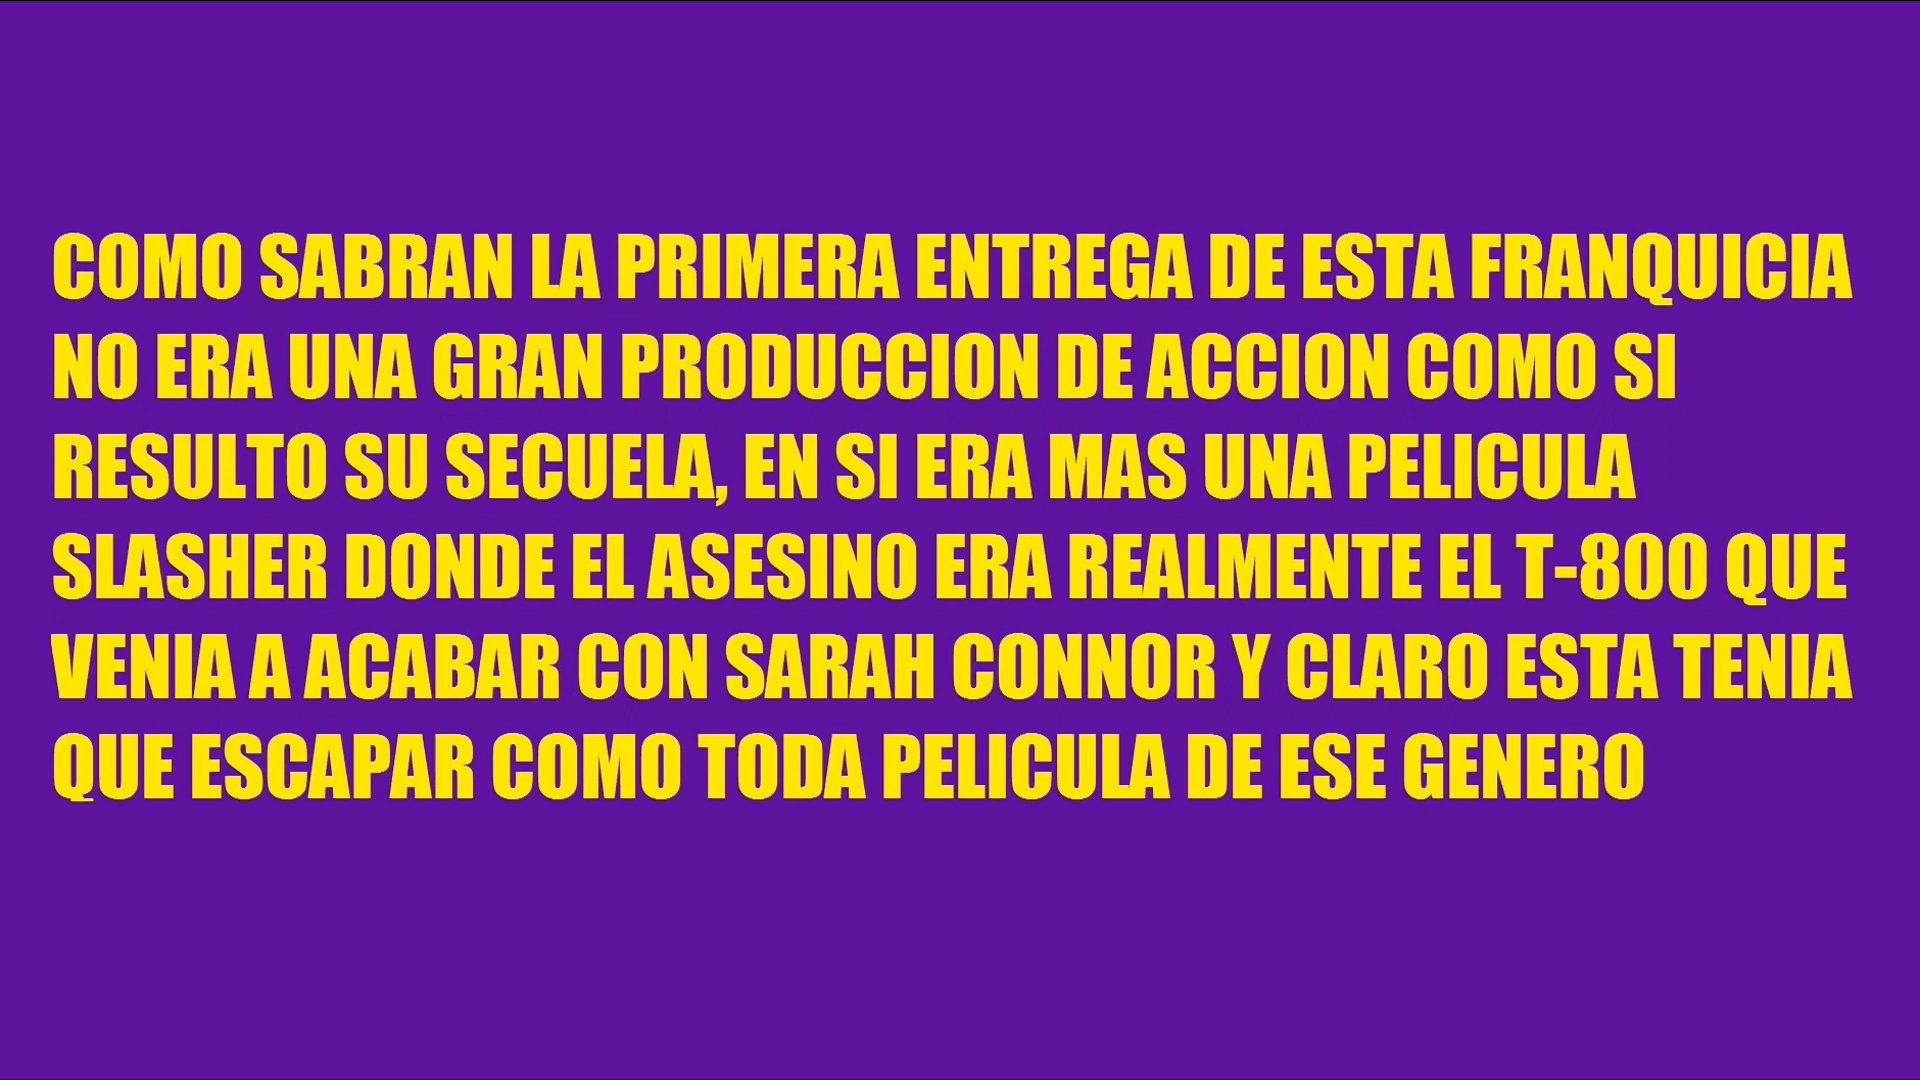 COMO SABRAN LA PRIMERA ENTREGA DE ESTA FRANQUICIA
NO ERA UNA GRAN PRODUCCION DE ACCION COMO SI
RESULTO SU SECUELA, EN SI ERA MAS UNA PELICULA
SLASHER DONDE EL ASESINO ERA REALMENTE EL T-800 QUE
VENIA A ACABAR CON SARAH CONNOR Y CLARO ESTA TENIA
QUE ESCAPAR COMO TODA PELICULA DE ESE GENERO